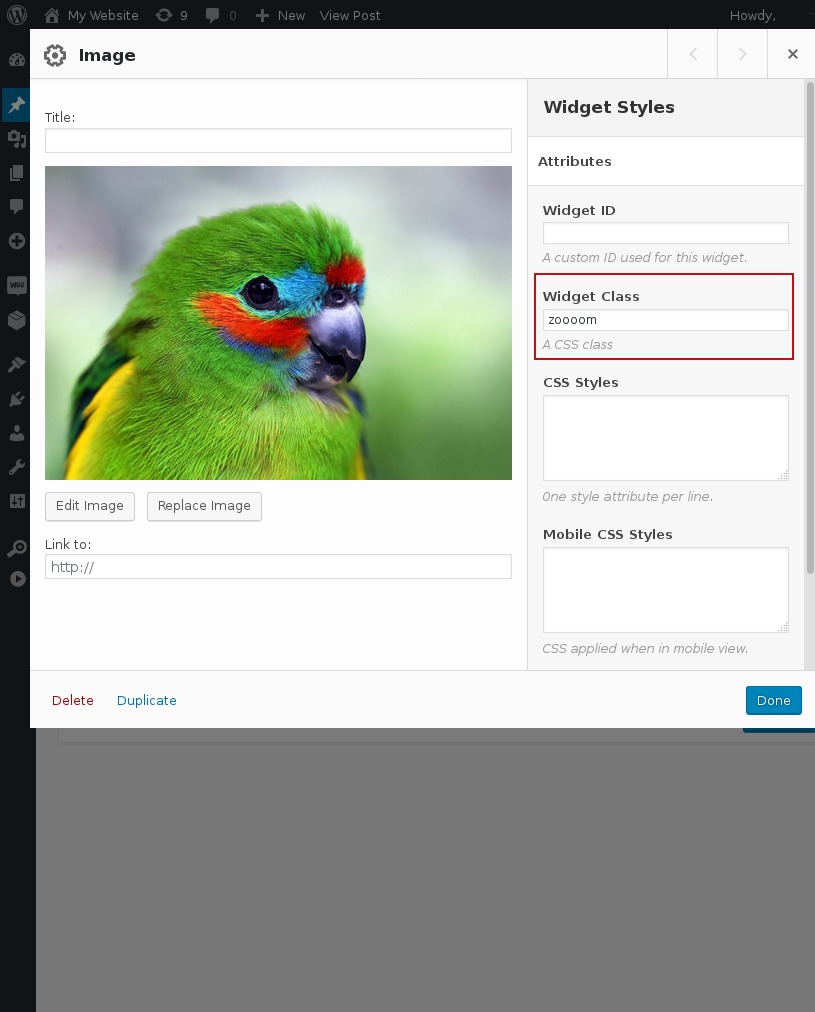 My Website 9 0 New View Post Howdy,
Image
Title:
Edit Image Replace Image
Link to:
http://
Delete Duplicate
Widget Styles
Attributes
Widget ID
A custom ID used for this widget.
Widget Class
zoooom
A CSS class
CSS Styles
One style attribute per line.
Mobile CSS Styles
CSS applied when in mobile view.
Done
Woo